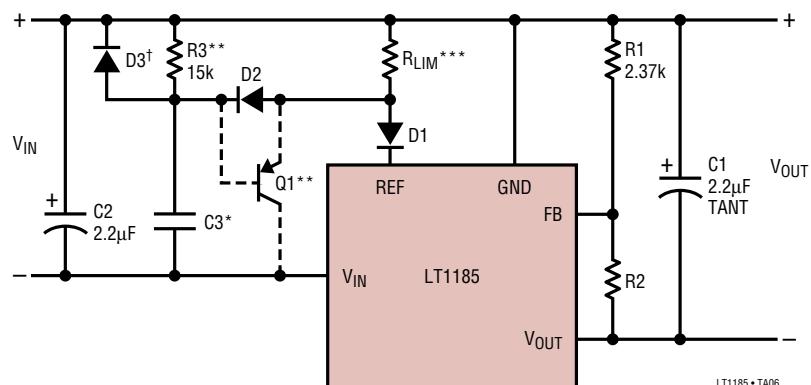 +
+
D3†
R3**
15k
D2
RLIM***
R1
2.37k
D1
VIN
Q1**
REF
GND
+
C1
2.2µF
TANT
VOUT
+
C2
2.2µF
C3*
FB
–
VIN
LT1185
R2
VOUT
–
LT1185 • TA06